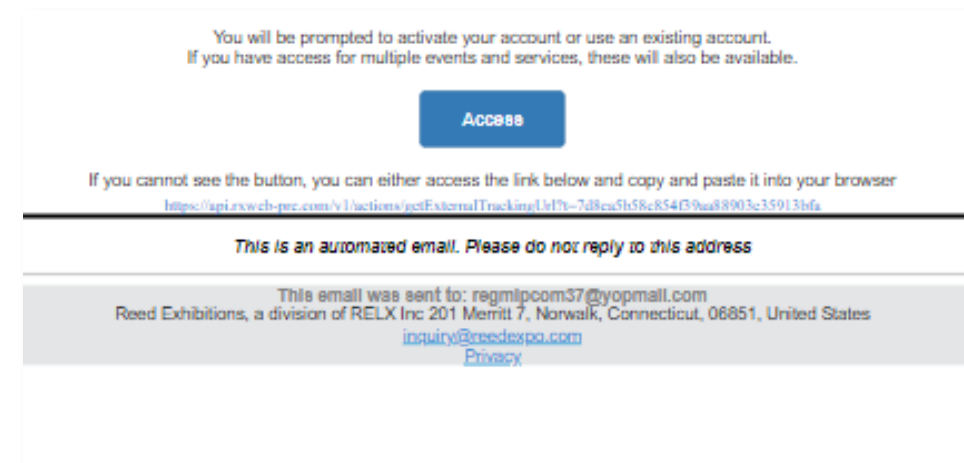 You will be prompted to activate your account or use an existing account.
If you have access for multiple events and services, these will also be available.
Access
If you cannot see the button, you can either access the link below and copy and paste it into your browser
https://api.rxweb-pre.com/v1/actions/getExternalTrackingUrl?t=7d8ea5b58c854f39aa88903c35913bfa
This is an automated email. Please do not reply to this address
This email was sent to: regmipcom37@yopmail.com
Reed Exhibitions, a division of RELX Inc 201 Merritt 7, Norwalk, Connecticut, 06851, United States
inquiry@reedexpo.com
Privacy